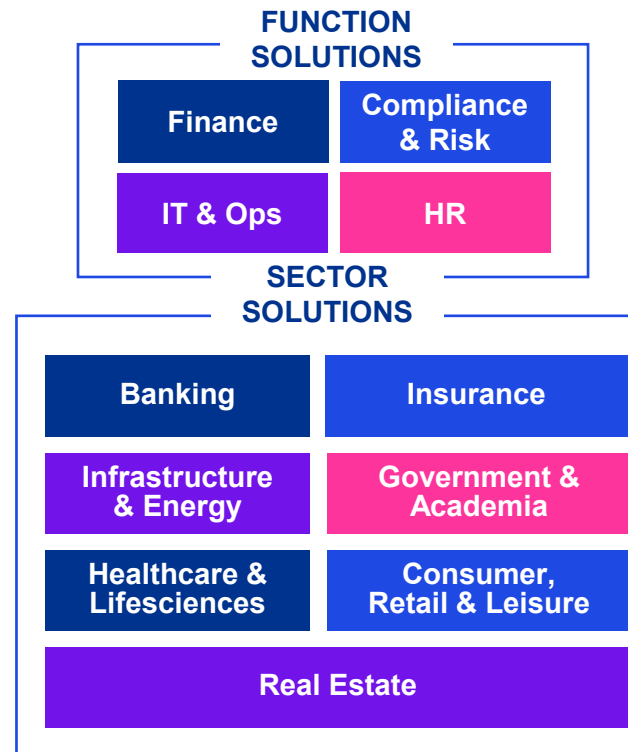 FUNCTION
SOLUTIONS
Finance
Compliance
& Risk
IT & Ops
HR
SECTOR
SOLUTIONS
Banking
Insurance
Infrastructure
& Energy
Government &
Academia
Healthcare &
Lifesciences
Consumer,
Retail & Leisure
Real Estate